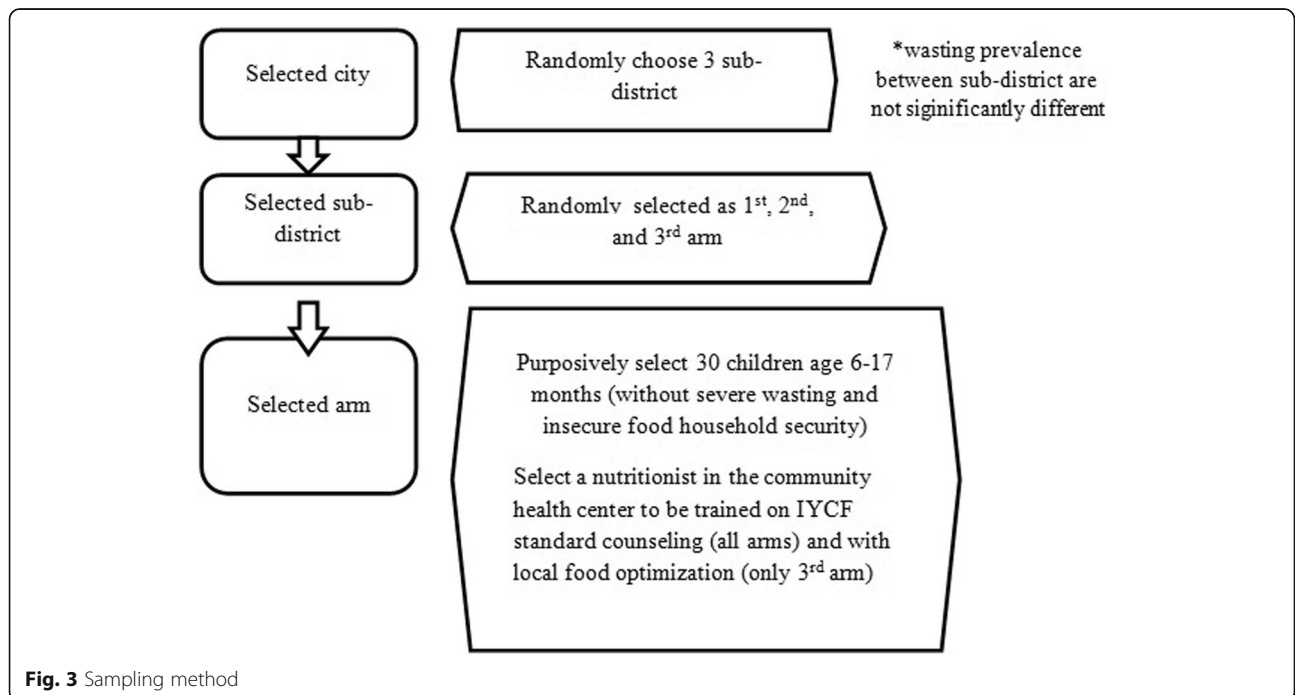 Selected city
Randomly choose 3 sub-
district
*wasting prevalence
between sub-district are
not siginificantly different
Selected sub-
district
Randomly selected as 1st, 2nd,
and 3rd arm
Selected arm
Purposively select 30 children age 6-17
months (without severe wasting and
insecure food household security)
Select a nutritionist in the community
health center to be trained on IYCF
standard counseling (all arms) and with
local food optimization (only 3rd arm)
Fig. 3 Sampling method